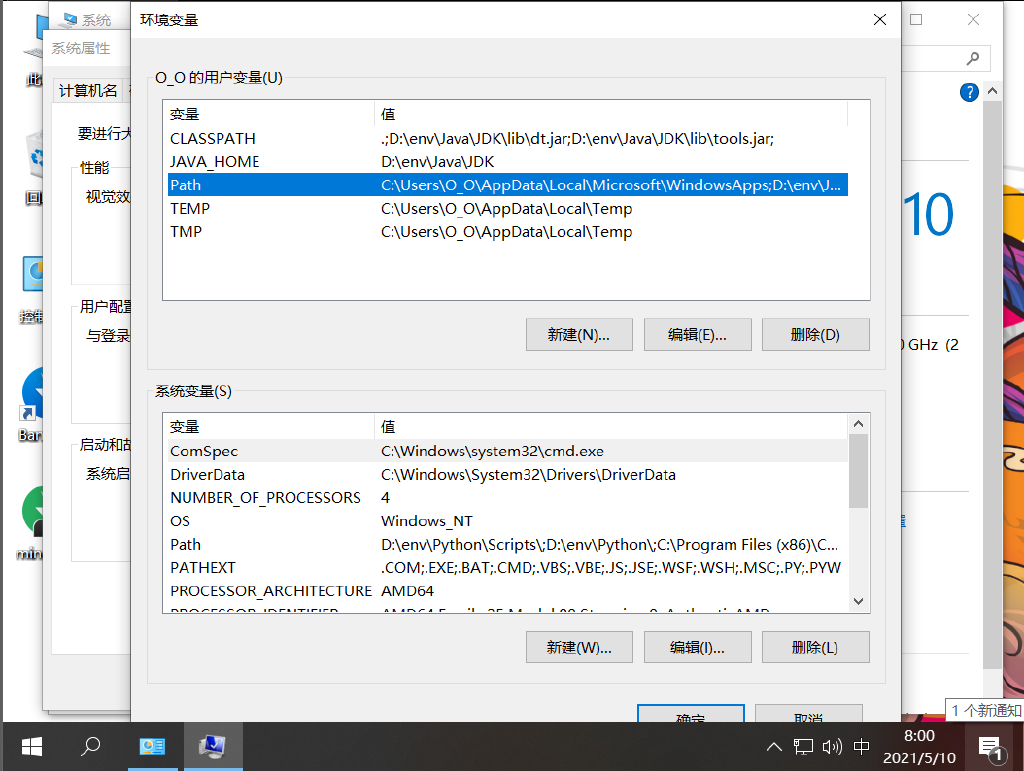 系统
系统属性
环境变量
计算机名
要进行大
性能
视觉效
用户配置
与登录
启动和故
系统启
O_O 的用户变量(U)
变量 值
CLASSPATH .;D:\env\Java\JDK\lib\dt.jar;D:\env\Java\JDK\lib\tools.jar;
JAVA_HOME D:\env\Java\JDK
Path C:\Users\O_O\AppData\Local\Microsoft\WindowsApps;D:\env\J...
TEMP C:\Users\O_O\AppData\Local\Temp
TMP C:\Users\O_O\AppData\Local\Temp
新建(N)... 编辑(E)... 删除(D)
系统变量(S)
变量 值
ComSpec C:\Windows\system32\cmd.exe
DriverData C:\Windows\System32\Drivers\DriverData
NUMBER_OF_PROCESSORS 4
OS Windows_NT
Path D:\env\Python\Scripts\;D:\env\Python\;C:\Program Files (x86)\C...
PATHEXT .COM;.EXE;.BAT;.CMD;.VBS;.VBE;.JS;.JSE;.WSF;.WSH;.MSC;.PY;.PYW
PROCESSOR_ARCHITECTURE AMD64
新建(W)... 编辑(I)... 删除(L)
确定 取消
10
GHz (2
此
回
控制
Ban
min
1 个新通知
中
8:00
2021/5/10
1